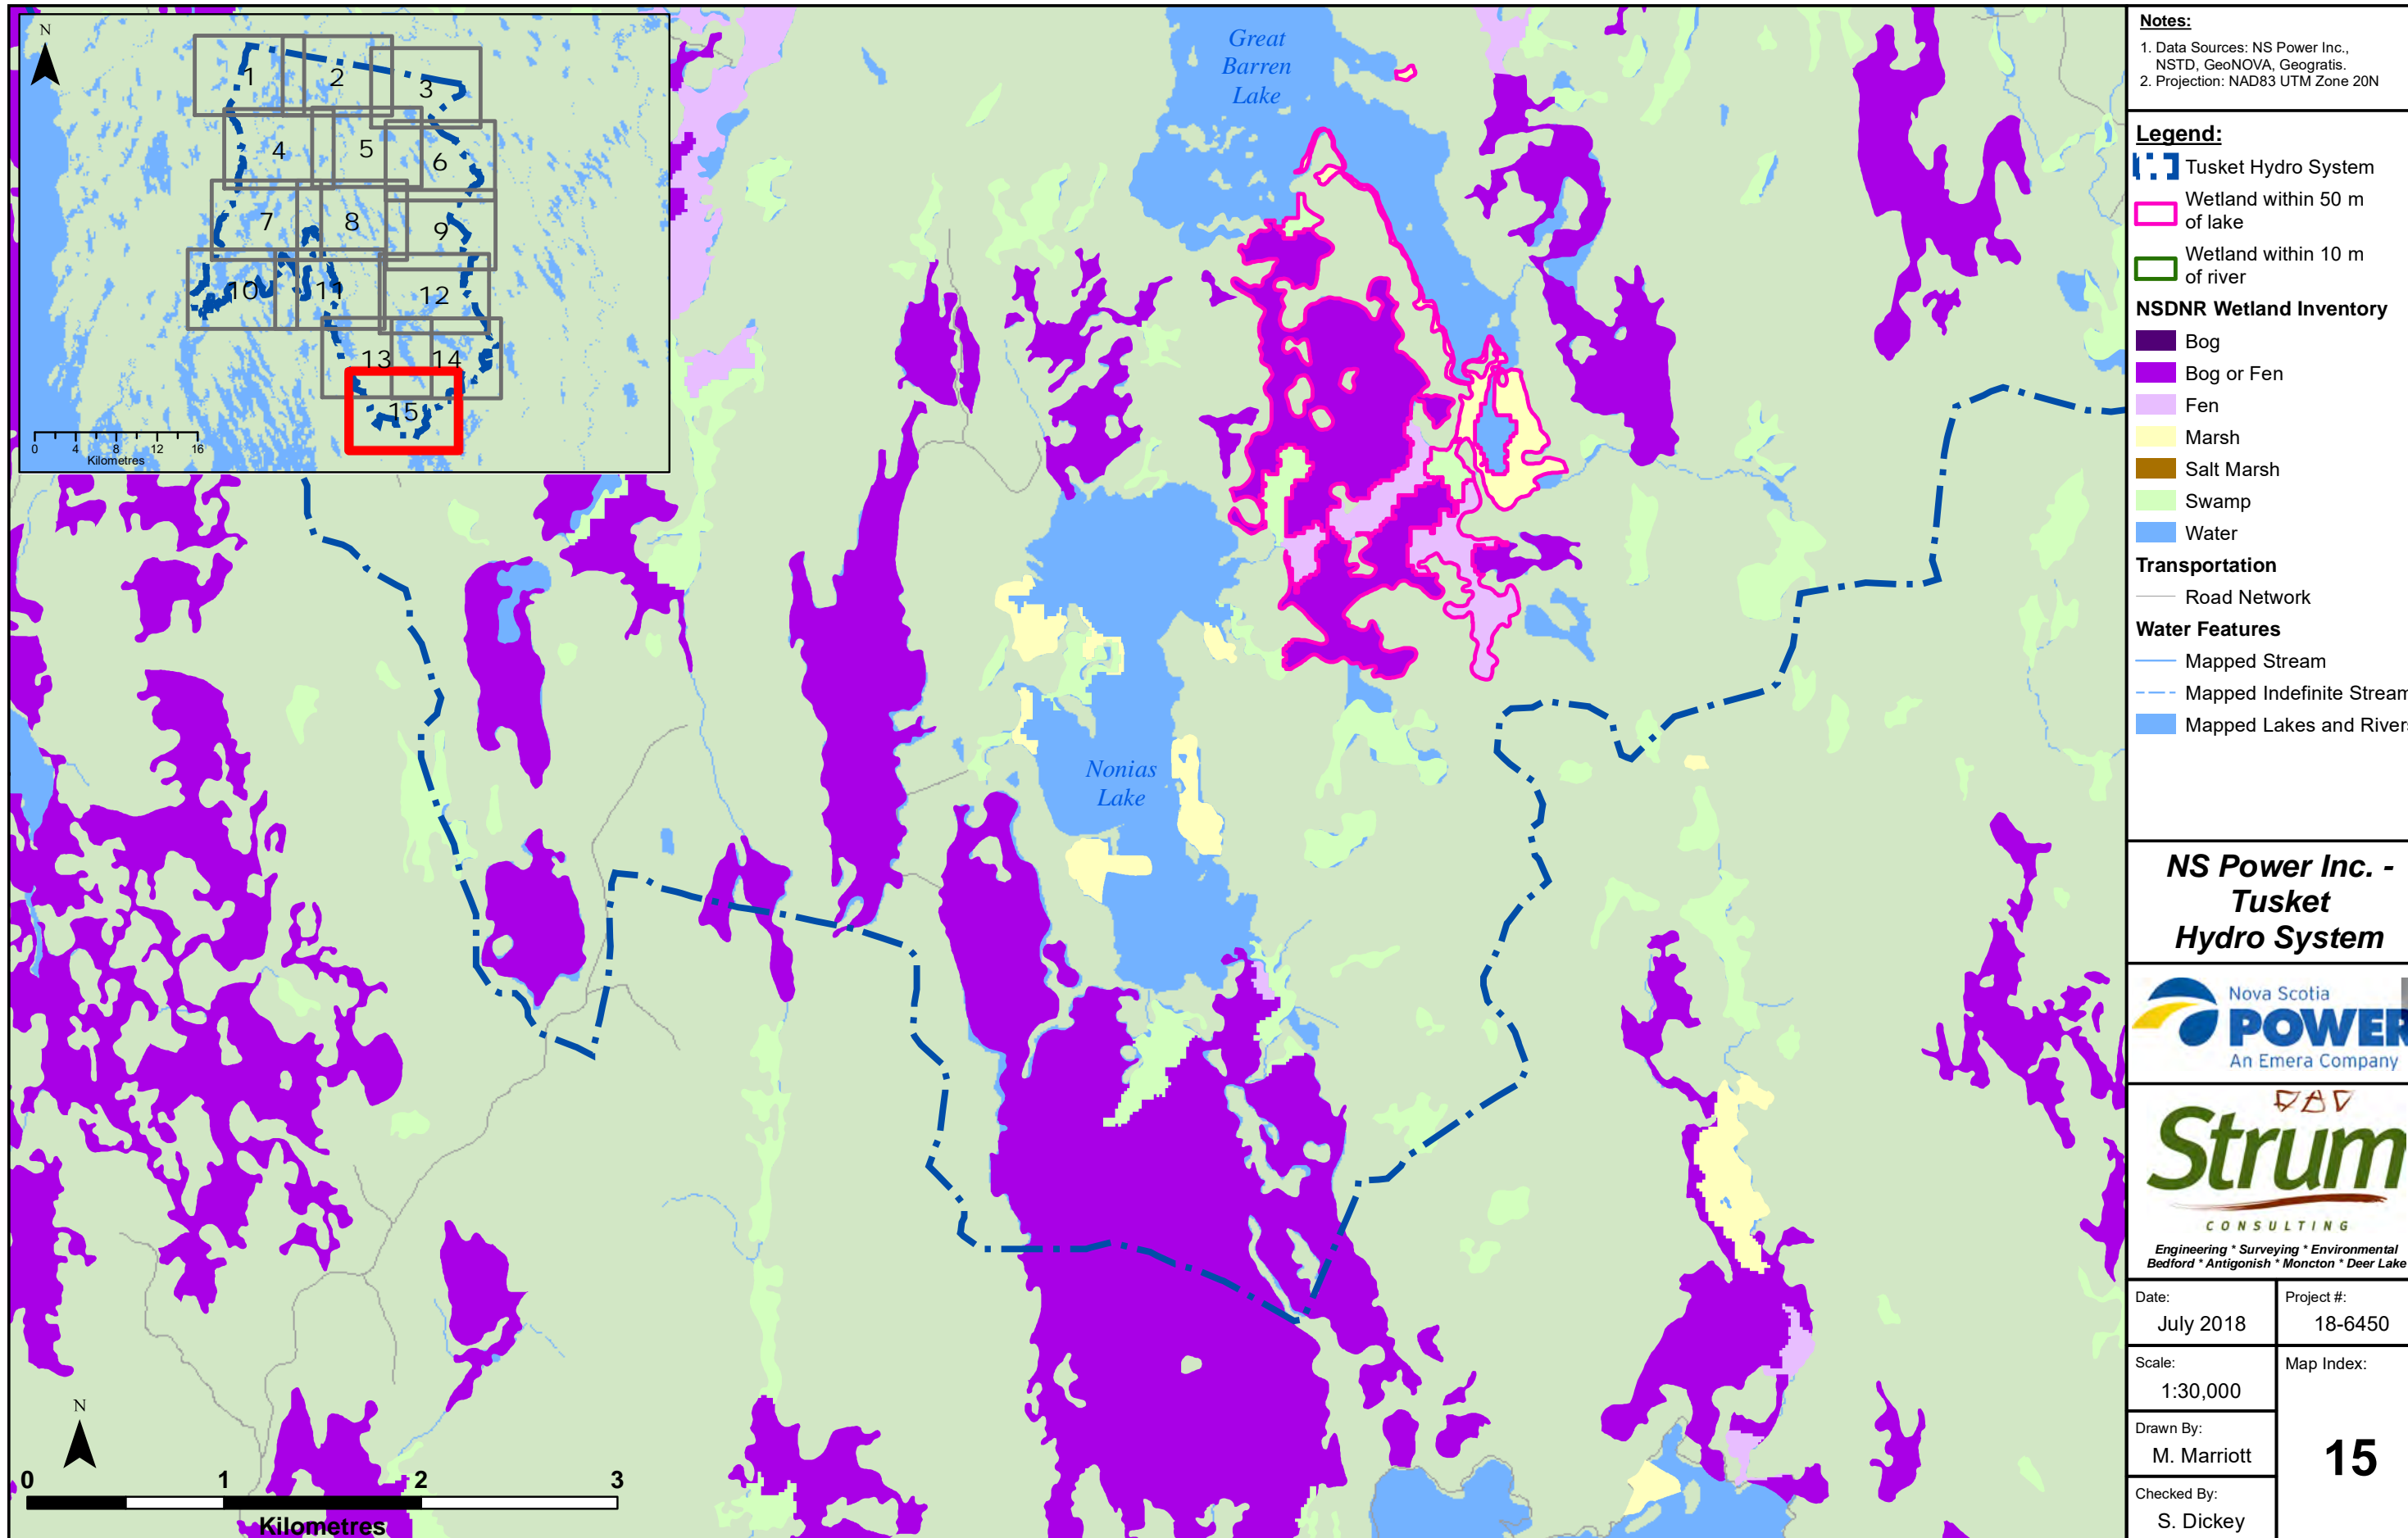 N
1
2
3
4
5
6
7
8
9
10
11
12
13
14
15
0 4 8 12 16
Kilometres
Great
Barren
Lake
Nonias
Lake
N
0 1 2 3
Kilometres
Notes:
1. Data Sources: NS Power Inc.,
NSTD, GeoNOVA, Geogratis.
2. Projection: NAD83 UTM Zone 20N
Legend:
Tusket Hydro System
Wetland within 50 m
of lake
Wetland within 10 m
of river
NSDNR Wetland Inventory
Bog
Bog or Fen
Fen
Marsh
Salt Marsh
Swamp
Water
Transportation
Road Network
Water Features
Mapped Stream
Mapped Indefinite Stream
Mapped Lakes and Rivers
NS Power Inc. -
Tusket
Hydro System
Nova Scotia
POWER
An Emera Company
Strum
CONSULTING
Engineering * Surveying * Environmental
Bedford * Antigonish * Moncton * Deer Lake
Date:
July 2018
Project #:
18-6450
Scale:
1:30,000
Map Index:
15
Drawn By:
M. Marriott
Checked By:
S. Dickey